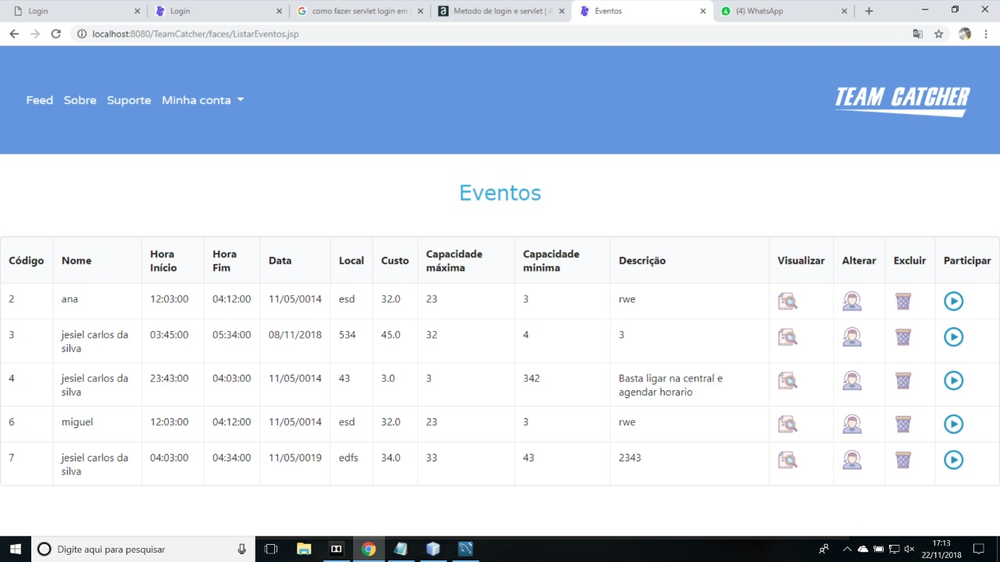 Login
Login
como fazer servlet login em j
Metodo de login e servlet | A
Eventos
(4) WhatsApp
localhost:8080/TeamCatcher/faces/ListarEventos.jsp
Feed Sobre Suporte Minha conta
TEAM CATCHER
Eventos
Código Nome Hora Início Hora Fim Data Local Custo Capacidade máxima Capacidade minima Descrição Visualizar Alterar Excluir Participar
2 ana 12:03:00 04:12:00 11/05/0014 esd 32.0 23 3 rwe
3 jesiel carlos da silva 03:45:00 05:34:00 08/11/2018 534 45.0 32 4 3
4 jesiel carlos da silva 23:43:00 04:03:00 11/05/0014 43 3.0 3 342 Basta ligar na central e agendar horario
6 miguel 12:03:00 04:12:00 11/05/0014 esd 32.0 23 3 rwe
7 jesiel carlos da silva 04:03:00 04:34:00 11/05/0019 edfs 34.0 33 43 2343
Digite aqui para pesquisar
17:13
22/11/2018